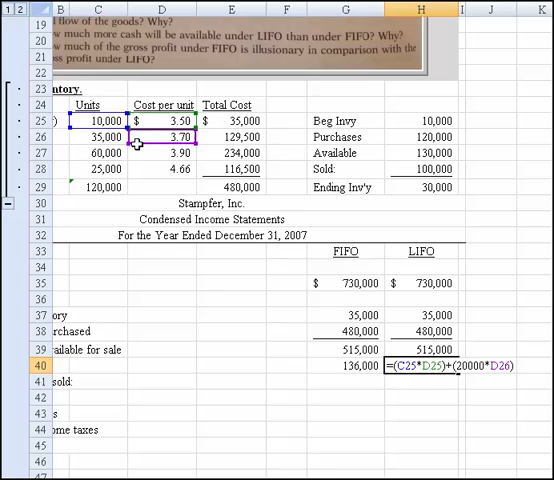 1 2 B C D E F G H I J K
19 l flow of the goods? Why?
20 w much more cash will be available under LIFO than under FIFO? Why?
21 w much of the gross profit under FIFO is illusionary in comparison with the
oss profit under LIFO?
22
23 ntory.
24 Units Cost per unit Total Cost
25 ) 10,000 $ 3.50 $ 35,000 Beg Invy 10,000
26 35,000 3.70 129,500 Purchases 120,000
27 60,000 3.90 234,000 Available 130,000
28 25,000 4.66 116,500 Sold: 100,000
29 120,000 480,000 Ending Inv'y 30,000
30 Stampfer, Inc.
31 Condensed Income Statements
32 For the Year Ended December 31, 2007
33 FIFO LIFO
34
35 $ 730,000 $ 730,000
36
37 ory 35,000 35,000
38 rchased 480,000 480,000
39 ailable for sale 515,000 515,000
40 136,000 =(C25*D25)+(20000*D26)
41 sold:
42
43 s
44 ome taxes
45
46
47